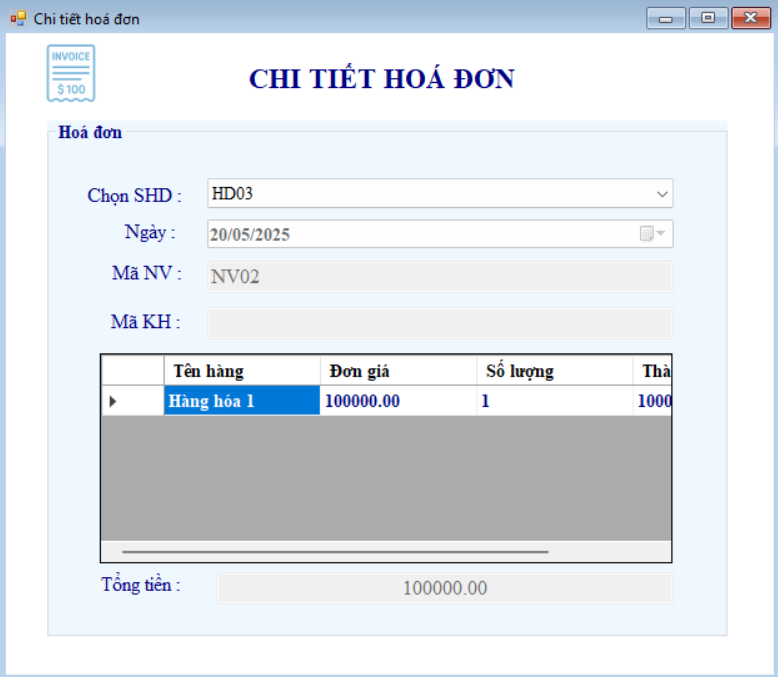 Chi tiết hoá đơn
INVOICE
$100
CHI TIẾT HOÁ ĐƠN
Hoá đơn
Chọn SHD : HD03
Ngày : 20/05/2025
Mã NV : NV02
Mã KH :
Tên hàng Đơn giá Số lượng Thà
Hàng hóa 1 100000.00 1 1000
Tổng tiền : 100000.00